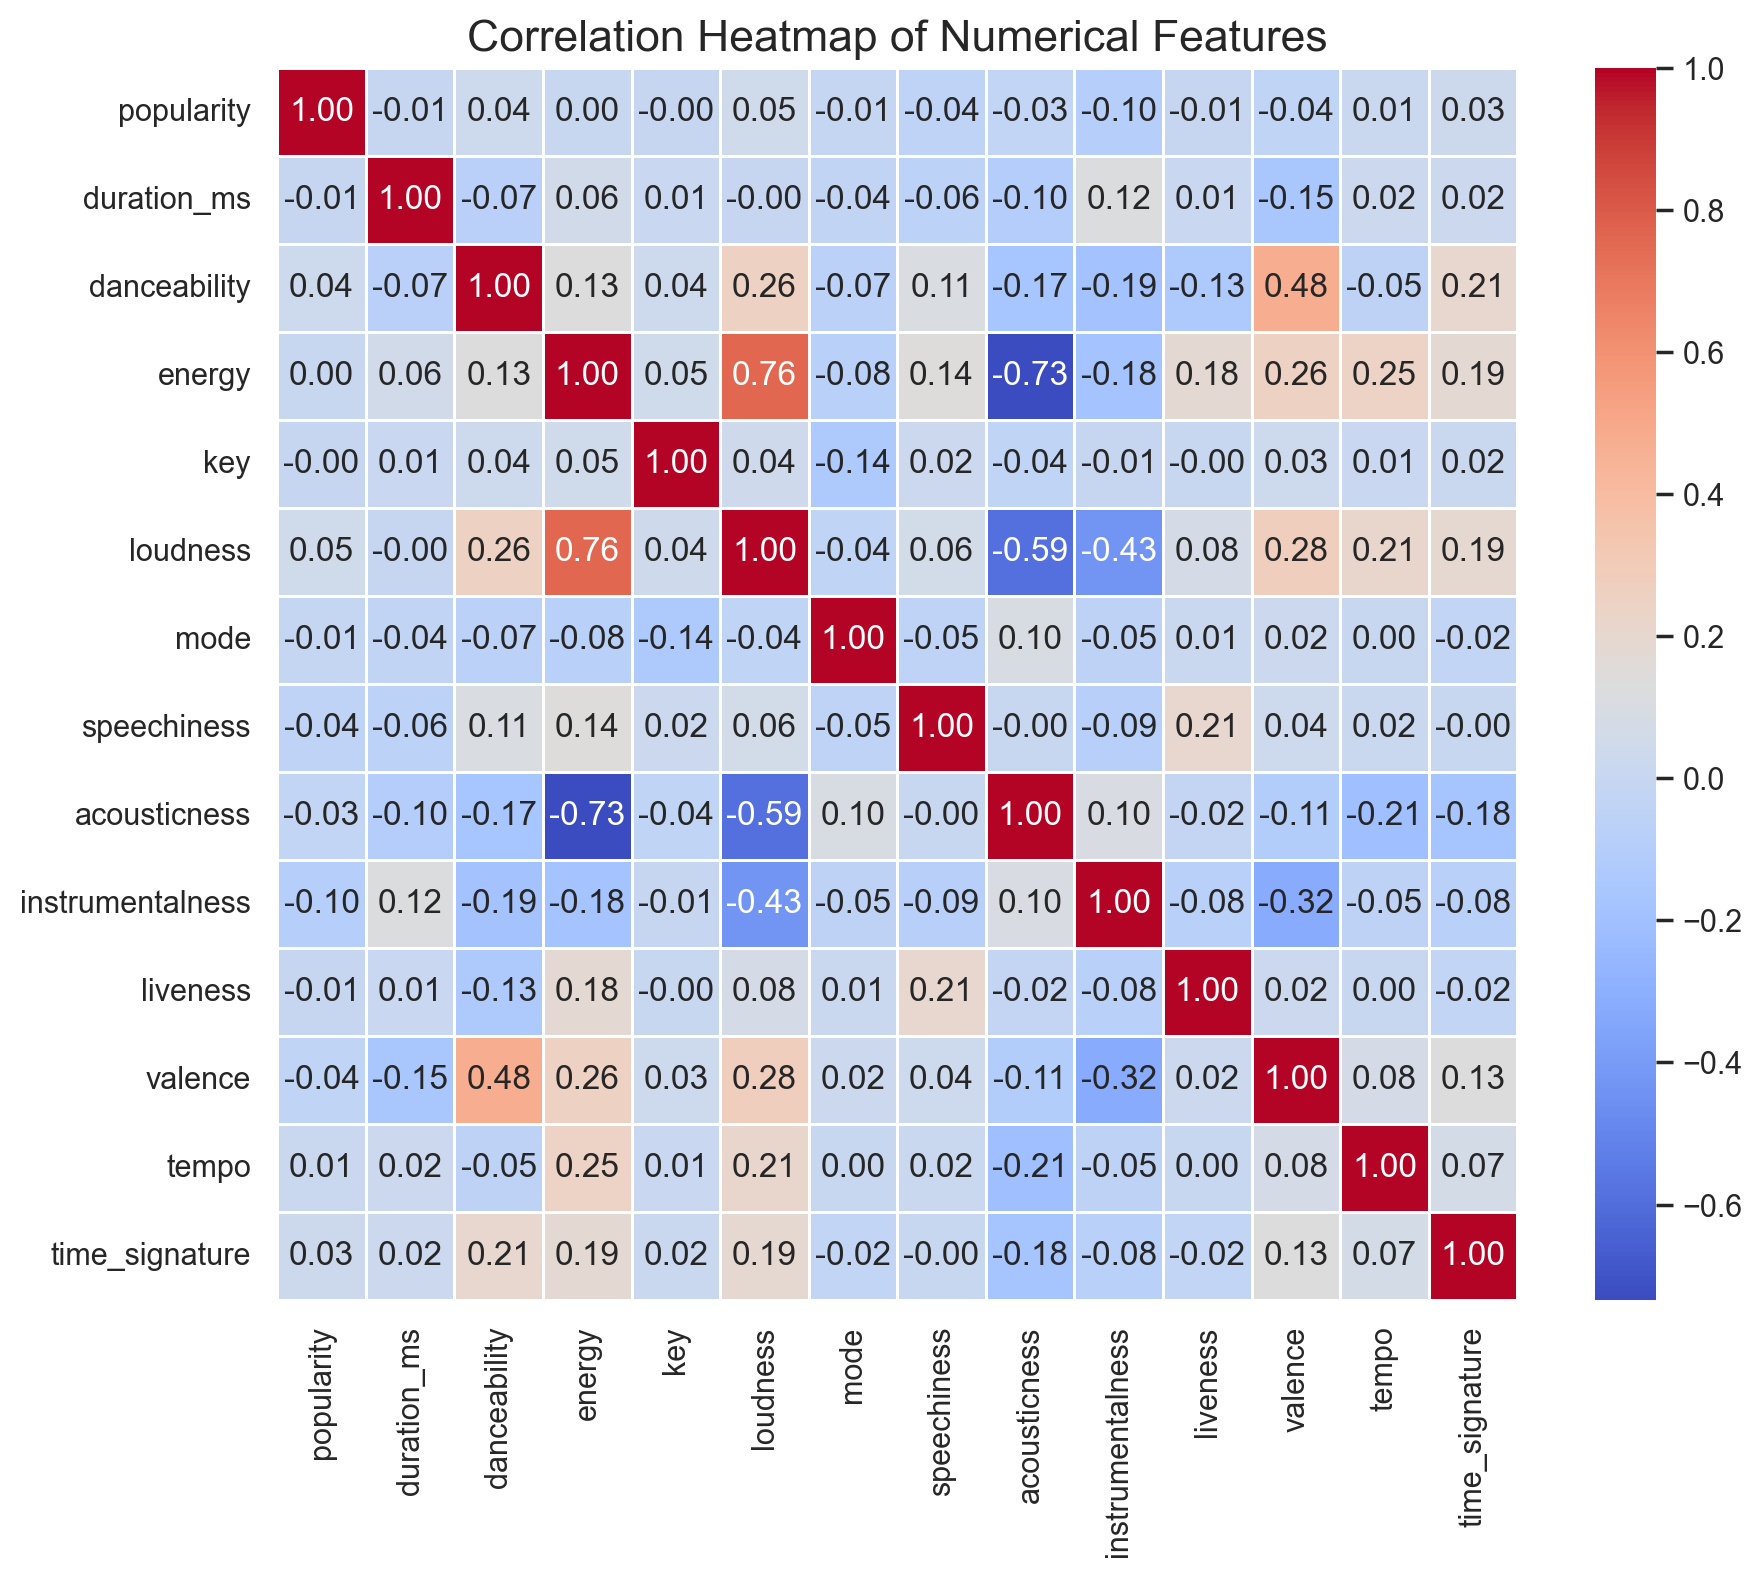 Correlation Heatmap of Numerical Features
popularity 1.00 -0.01 0.04 0.00 -0.00 0.05 -0.01 -0.04 -0.03 -0.10 -0.01 -0.04 0.01 0.03
duration_ms -0.01 1.00 -0.07 0.06 0.01 -0.00 -0.04 -0.06 -0.10 0.12 0.01 -0.15 0.02 0.02
danceability 0.04 -0.07 1.00 0.13 0.04 0.26 -0.07 0.11 -0.17 -0.19 -0.13 0.48 -0.05 0.21
energy 0.00 0.06 0.13 1.00 0.05 0.76 -0.08 0.14 -0.73 -0.18 0.18 0.26 0.25 0.19
key -0.00 0.01 0.04 0.05 1.00 0.04 -0.14 0.02 -0.04 -0.01 -0.00 0.03 0.01 0.02
loudness 0.05 -0.00 0.26 0.76 0.04 1.00 -0.04 0.06 -0.59 -0.43 0.08 0.28 0.21 0.19
mode -0.01 -0.04 -0.07 -0.08 -0.14 -0.04 1.00 -0.05 0.10 -0.05 0.01 0.02 0.00 -0.02
speechiness -0.04 -0.06 0.11 0.14 0.02 0.06 -0.05 1.00 -0.00 -0.09 0.21 0.04 0.02 -0.00
acousticness -0.03 -0.10 -0.17 -0.73 -0.04 -0.59 0.10 -0.00 1.00 0.10 -0.02 -0.11 -0.21 -0.18
instrumentalness -0.10 0.12 -0.19 -0.18 -0.01 -0.43 -0.05 -0.09 0.10 1.00 -0.08 -0.32 -0.05 -0.08
liveness -0.01 0.01 -0.13 0.18 -0.00 0.08 0.01 0.21 -0.02 -0.08 1.00 0.02 0.00 -0.02
valence -0.04 -0.15 0.48 0.26 0.03 0.28 0.02 0.04 -0.11 -0.32 0.02 1.00 0.08 0.13
tempo 0.01 0.02 -0.05 0.25 0.01 0.21 0.00 0.02 -0.21 -0.05 0.00 0.08 1.00 0.07
time_signature 0.03 0.02 0.21 0.19 0.02 0.19 -0.02 -0.00 -0.18 -0.08 -0.02 0.13 0.07 1.00
popularity
duration_ms
danceability
energy
key
loudness
mode
speechiness
acousticness
instrumentalness
liveness
valence
tempo
time_signature
1.0
0.8
0.6
0.4
0.2
0.0
−0.2
−0.4
−0.6